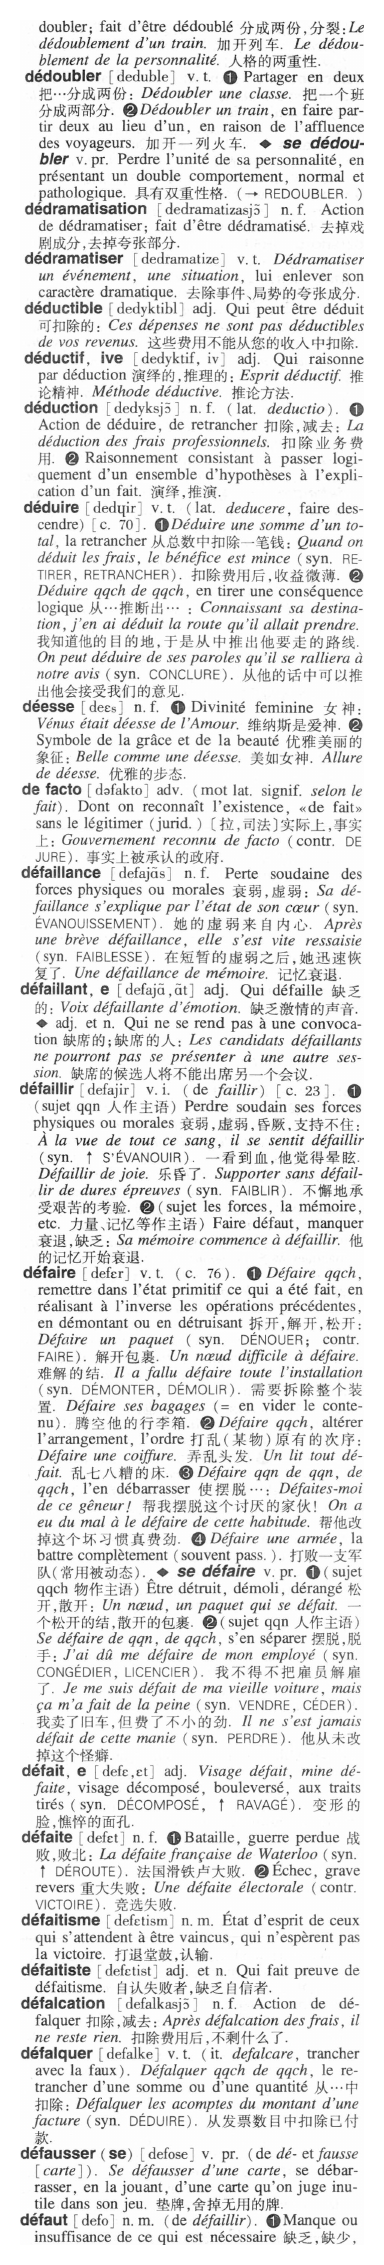 doubler; fait d'être dédoublé 分成两份,分裂:Le
dédoublement d'un train. 加开列车. Le dédou-
blement de la personnalité. 人格的两重性.
dédoubler [deduble] v. t. ❶ Partager en deux
把…分成两份: Dédoubler une classe. 把一个班
分成两部分. ❷Dédoubler un train, en faire par-
tir deux au lieu d'un, en raison de l'affluence
des voyageurs. 加开一列火车. ◆ se dédou-
bler v. pr. Perdre l'unité de sa personnalité, en
présentant un double comportement, normal et
pathologique. 具有双重性格. (→ REDOUBLER. )
dédramatisation [dedramatizasjɔ̃] n. f. Action
de dédramatiser; fait d'être dédramatisé. 去掉戏
剧成分,去掉夸张部分.
dédramatiser [dedramatize] v. t. Dédramatiser
un événement, une situation, lui enlever son
caractère dramatique. 去除事件、局势的夸张成分.
déductible [dedyktibl] adj. Qui peut être déduit
可扣除的: Ces dépenses ne sont pas déductibles
de vos revenus. 这些费用不能从您的收入中扣除.
déductif, ive [dedyktif, iv] adj. Qui raisonne
par déduction 演绎的,推理的: Esprit déductif. 推
论精神. Méthode déductive. 推论方法.
déduction [dedyksjɔ̃] n. f. (lat. deductio). ❶
Action de déduire, de retrancher 扣除,减去: La
déduction des frais professionnels. 扣除业务费
用. ❷ Raisonnement consistant à passer logi-
quement d'un ensemble d'hypothèses à l'expli-
cation d'un fait. 演绎,推演.
déduire [dedɥir] v. t. (lat. deducere, faire des-
cendre) [c. 70]. ❶Déduire une somme d'un to-
tal, la retrancher 从总数中扣除一笔钱: Quand on
déduit les frais, le bénéfice est mince (syn. RE-
TIRER, RETRANCHER). 扣除费用后,收益微薄. ❷
Déduire qqch de qqch, en tirer une conséquence
logique 从…推断出… : Connaissant sa destina-
tion, j'en ai déduit la route qu'il allait prendre.
我知道他的目的地,于是从中推出他要走的路线.
On peut déduire de ses paroles qu'il se ralliera à
notre avis (syn. CONCLURE). 从他的话中可以推
出他会接受我们的意见.
déesse [deɛs] n. f. ❶ Divinité feminine 女神:
Vénus était déesse de l'Amour. 维纳斯是爱神. ❷
Symbole de la grâce et de la beauté 优雅美丽的
象征: Belle comme une déesse. 美如女神. Allure
de déesse. 优雅的步态.
de facto [dəfakto] adv. (mot lat. signif. selon le
fait). Dont on reconnaît l'existence, «de fait»
sans le légitimer (jurid. )〔拉,司法〕实际上,事实
上: Gouvernement reconnu de facto (contr. DE
JURE). 事实上被承认的政府.
défaillance [defajɑ̃s] n. f. Perte soudaine des
forces physiques ou morales 衰弱,虚弱: Sa dé-
faillance s'explique par l'état de son cœur (syn.
ÉVANOUISSEMENT). 她的虚弱来自内心. Après
une brève défaillance, elle s'est vite ressaisie
(syn. FAIBLESSE). 在短暂的虚弱之后,她迅速恢
复了. Une défaillance de mémoire. 记忆衰退.
défaillant, e [defajɑ̃, ɑ̃t] adj. Qui défaille 缺乏
的: Voix défaillante d'émotion. 缺乏激情的声音.
◆ adj. et n. Qui ne se rend pas à une convoca-
tion 缺席的;缺席的人: Les candidats défaillants
ne pourront pas se présenter à une autre ses-
sion. 缺席的候选人将不能出席另一个会议.
défaillir [defajir] v. i. (de faillir) [c. 23]. ❶
(sujet qqn 人作主语) Perdre soudain ses forces
physiques ou morales 衰弱,虚弱,昏厥,支持不住:
À la vue de tout ce sang, il se sentit défaillir
(syn. ↑ S'ÉVANOUIR). 一看到血,他觉得晕眩.
Défaillir de joie. 乐昏了. Supporter sans défail-
lir de dures épreuves (syn. FAIBLIR). 不懈地承
受艰苦的考验. ❷(sujet les forces, la mémoire,
etc. 力量、记忆等作主语) Faire défaut, manquer
衰退,缺乏: Sa mémoire commence à défaillir. 他
的记忆开始衰退.
défaire [defɛr] v. t. (c. 76). ❶ Défaire qqch,
remettre dans l'état primitif ce qui a été fait, en
réalisant à l'inverse les opérations précédentes,
en démontant ou en détruisant 拆开,解开,松开:
Défaire un paquet ( syn. DÉNOUER; contr.
FAIRE). 解开包裹. Un nœud difficile à défaire.
难解的结. Il a fallu défaire toute l'installation
(syn. DÉMONTER, DÉMOLIR). 需要拆除整个装
置. Défaire ses bagages (= en vider le conte-
nu). 腾空他的行李箱. ❷Défaire qqch, altérer
l'arrangement, l'ordre 打乱(某物)原有的次序:
Défaire une coiffure. 弄乱头发. Un lit tout dé-
fait. 乱七八糟的床. ❸Défaire qqn de qqn, de
qqch, l'en débarrasser 使摆脱…: Défaites-moi
de ce gêneur! 帮我摆脱这个讨厌的家伙! On a
eu du mal à le défaire de cette habitude. 帮他改
掉这个坏习惯真费劲. ❹ Défaire une armée, la
battre complètement (souvent pass. ). 打败一支军
队(常用被动态). ◆ se défaire v. pr. ❶(sujet
qqch 物作主语) Être détruit, démoli, dérangé 松
开,散开: Un nœud, un paquet qui se défait. 一
个松开的结,散开的包裹. ❷(sujet qqn 人作主语)
Se défaire de qqn, de qqch, s'en séparer 摆脱,脱
手: J'ai dû me défaire de mon employé (syn.
CONGÉDIER, LICENCIER). 我不得不把雇员解雇
了. Je me suis défait de ma vieille voiture, mais
ça m'a fait de la peine (syn. VENDRE, CÉDER).
我卖了旧车,但费了不小的劲. Il ne s'est jamais
défait de cette manie (syn. PERDRE). 他从未改
掉这个怪癖.
défait, e [defɛ,ɛt] adj. Visage défait, mine dé-
faite, visage décomposé, bouleversé, aux traits
tirés (syn. DÉCOMPOSÉ, ↑ RAVAGÉ). 变形的
脸,憔悴的面孔.
défaite [defɛt] n. f. ❶Bataille, guerre perdue 战
败,败北: La défaite française de Waterloo (syn.
↑ DÉROUTE). 法国滑铁卢大败. ❷Échec, grave
revers 重大失败: Une défaite électorale (contr.
VICTOIRE). 竞选失败.
défaitisme [defɛtism] n. m. État d'esprit de ceux
qui s'attendent à être vaincus, qui n'espèrent pas
la victoire. 打退堂鼓,认输.
défaitiste [defɛtist] adj. et n. Qui fait preuve de
défaitisme. 自认失败者,缺乏自信者.
défalcation [defalkasjɔ̃] n. f. Action de dé-
falquer 扣除,减去: Après défalcation des frais, il
ne reste rien. 扣除费用后,不剩什么了.
défalquer [defalke] v. t. (it. defalcare, trancher
avec la faux). Défalquer qqch de qqch, le re-
trancher d'une somme ou d'une quantité 从…中
扣除: Défalquer les acomptes du montant d'une
facture (syn. DÉDUIRE). 从发票数目中扣除已付
款.
défausser (se) [defose] v. pr. (de dé- et fausse
[carte]). Se défausser d'une carte, se débar-
rasser, en la jouant, d'une carte qu'on juge inu-
tile dans son jeu. 垫牌,舍掉无用的牌.
défaut [defo] n. m. (de défaillir). ❶Manque ou
insuffisance de ce qui est nécessaire 缺乏,缺少,